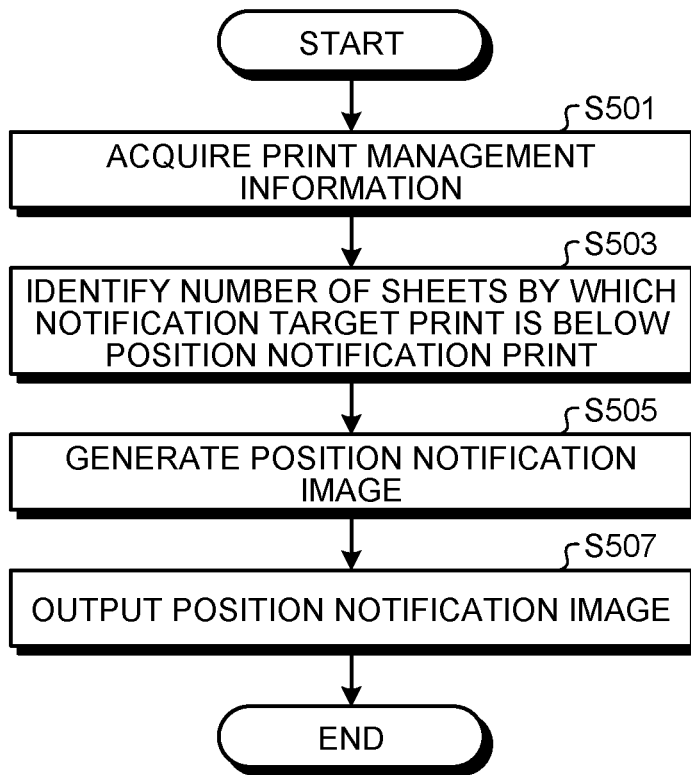 START
S501
ACQUIRE PRINT MANAGEMENT
INFORMATION
S503
IDENTIFY NUMBER OF SHEETS BY WHICH
NOTIFICATION TARGET PRINT IS BELOW
POSITION NOTIFICATION PRINT
S505
GENERATE POSITION NOTIFICATION
IMAGE
S507
OUTPUT POSITION NOTIFICATION IMAGE
END